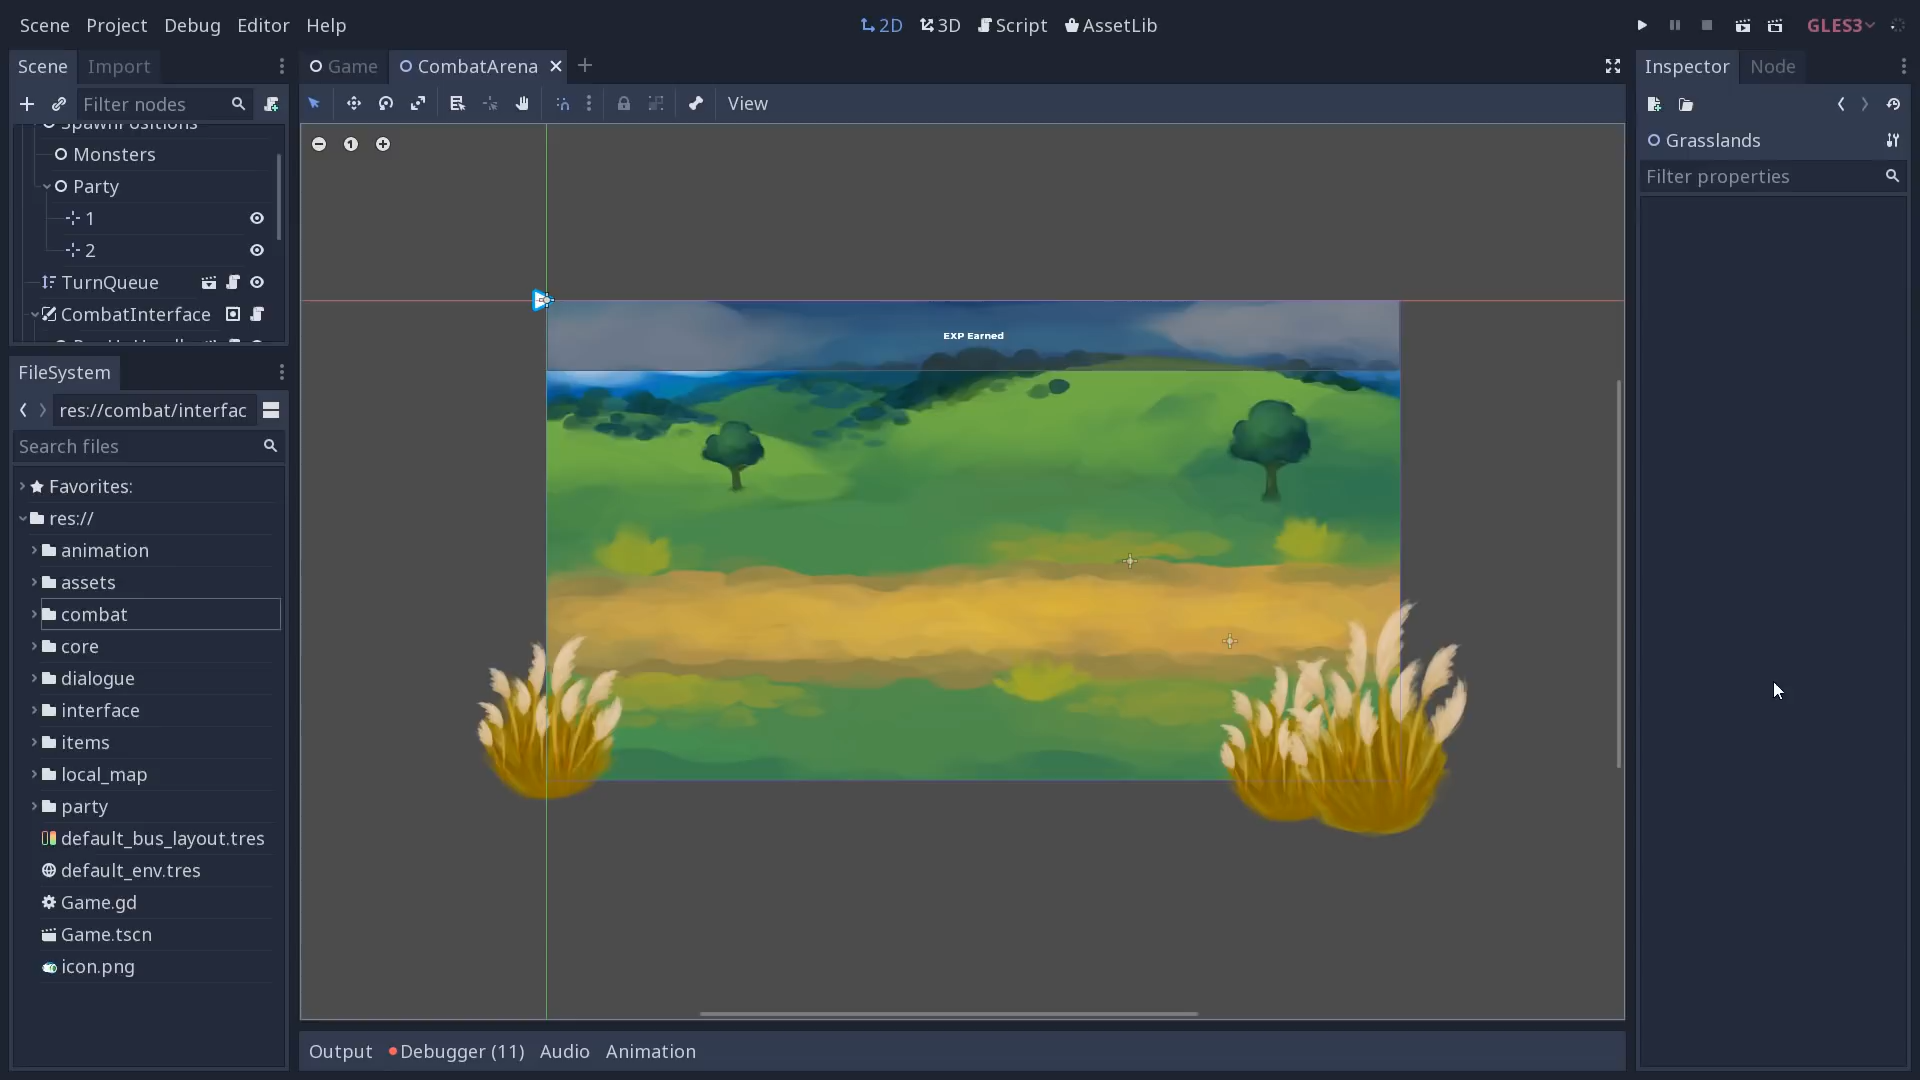 Scene Project Debug Editor Help
2D 3D Script AssetLib
GLES3
Scene Import
Filter nodes
SpawnPositions
Monsters
Party
1
2
TurnQueue
CombatInterface
FileSystem
res://combat/interfac
Search files
Favorites:
res://
animation
assets
combat
core
dialogue
interface
items
local_map
party
default_bus_layout.tres
default_env.tres
Game.gd
Game.tscn
icon.png
Game CombatArena
View
1
EXP Earned
Output Debugger (11) Audio Animation
Inspector Node
Grasslands
Filter properties